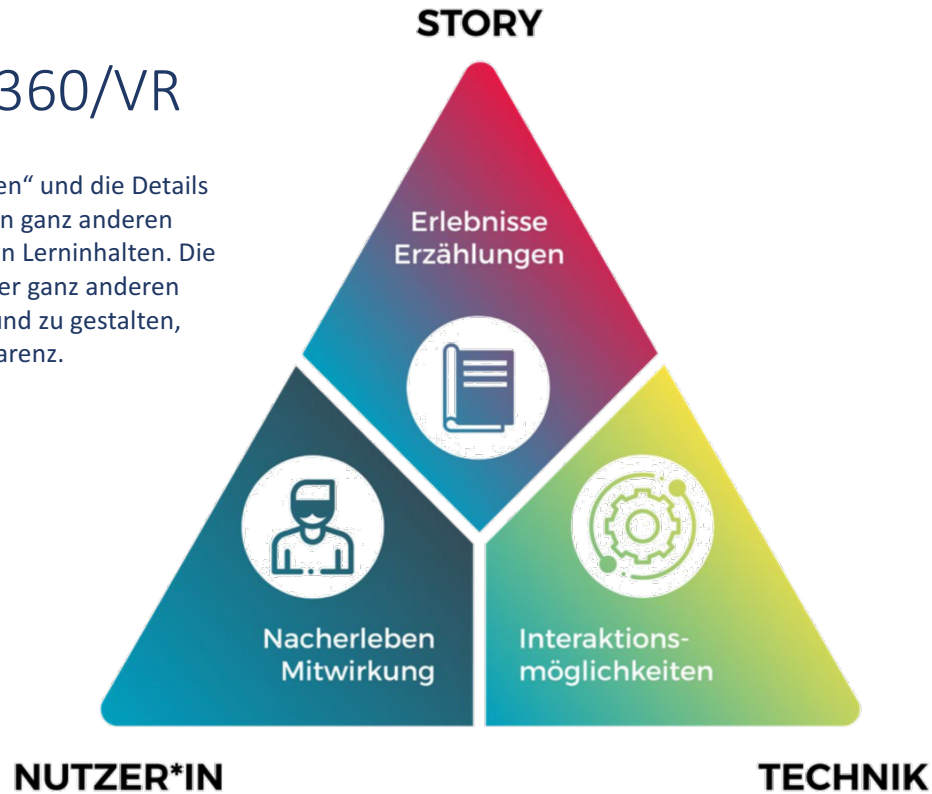 STORY
360/VR
en“ und die Details
n ganz anderen
n Lerninhalten. Die
er ganz anderen
und zu gestalten,
arenz.
Erlebnisse
Erzählungen
Nacherleben
Mitwirkung
Interaktions-
möglichkeiten
NUTZER*IN
TECHNIK